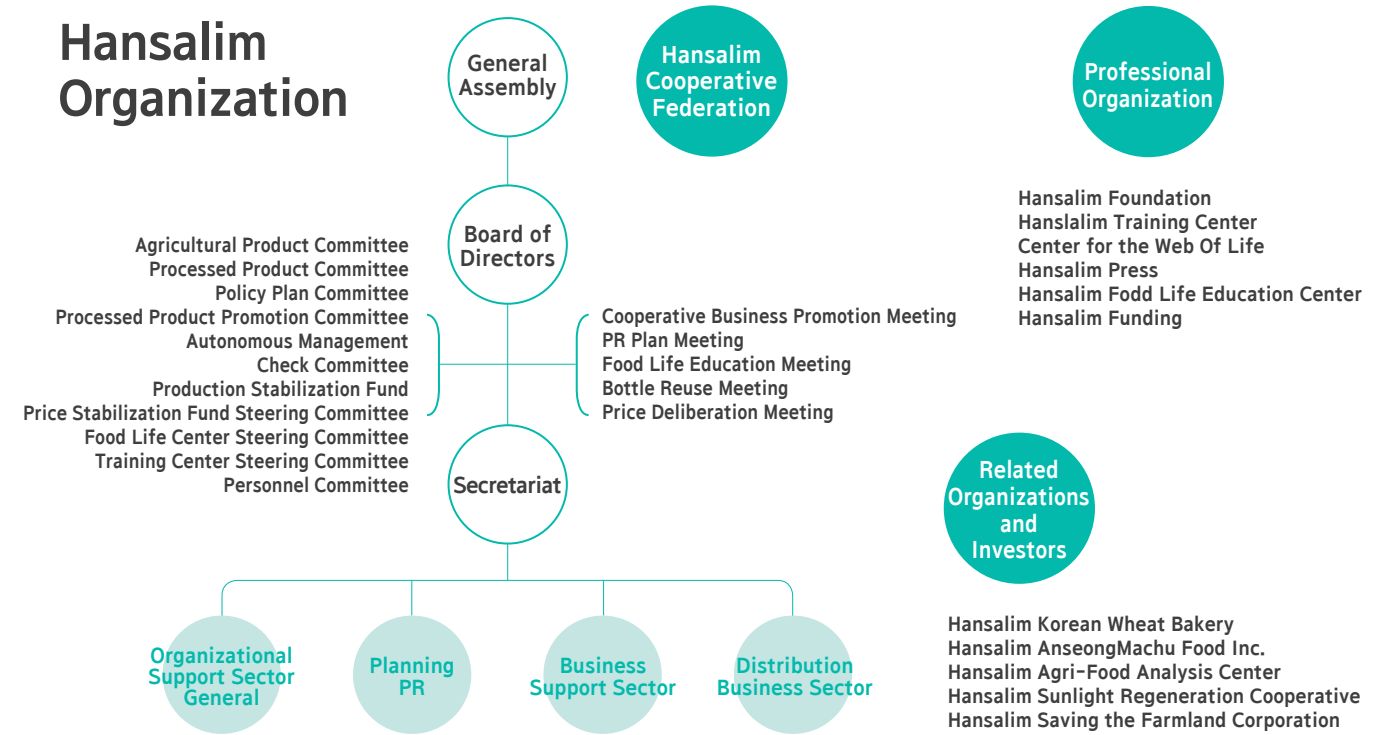 Hansalim
Organization
General
Assembly
Hansalim
Cooperative
Federation
Professional
Organization
Hansalim Foundation
Hanslalim Training Center
Center for the Web Of Life
Hansalim Press
Hansalim Fodd Life Education Center
Hansalim Funding
Board of
Directors
Agricultural Product Committee
Processed Product Committee
Policy Plan Committee
Processed Product Promotion Committee
Autonomous Management
Check Committee
Production Stabilization Fund
Price Stabilization Fund Steering Committee
Food Life Center Steering Committee
Training Center Steering Committee
Personnel Committee
Cooperative Business Promotion Meeting
PR Plan Meeting
Food Life Education Meeting
Bottle Reuse Meeting
Price Deliberation Meeting
Secretariat
Related
Organizations
and
Investors
Hansalim Korean Wheat Bakery
Hansalim AnseongMachu Food Inc.
Hansalim Agri-Food Analysis Center
Hansalim Sunlight Regeneration Cooperative
Hansalim Saving the Farmland Corporation
Organizational
Support Sector
General
Planning
PR
Business
Support Sector
Distribution
Business Sector